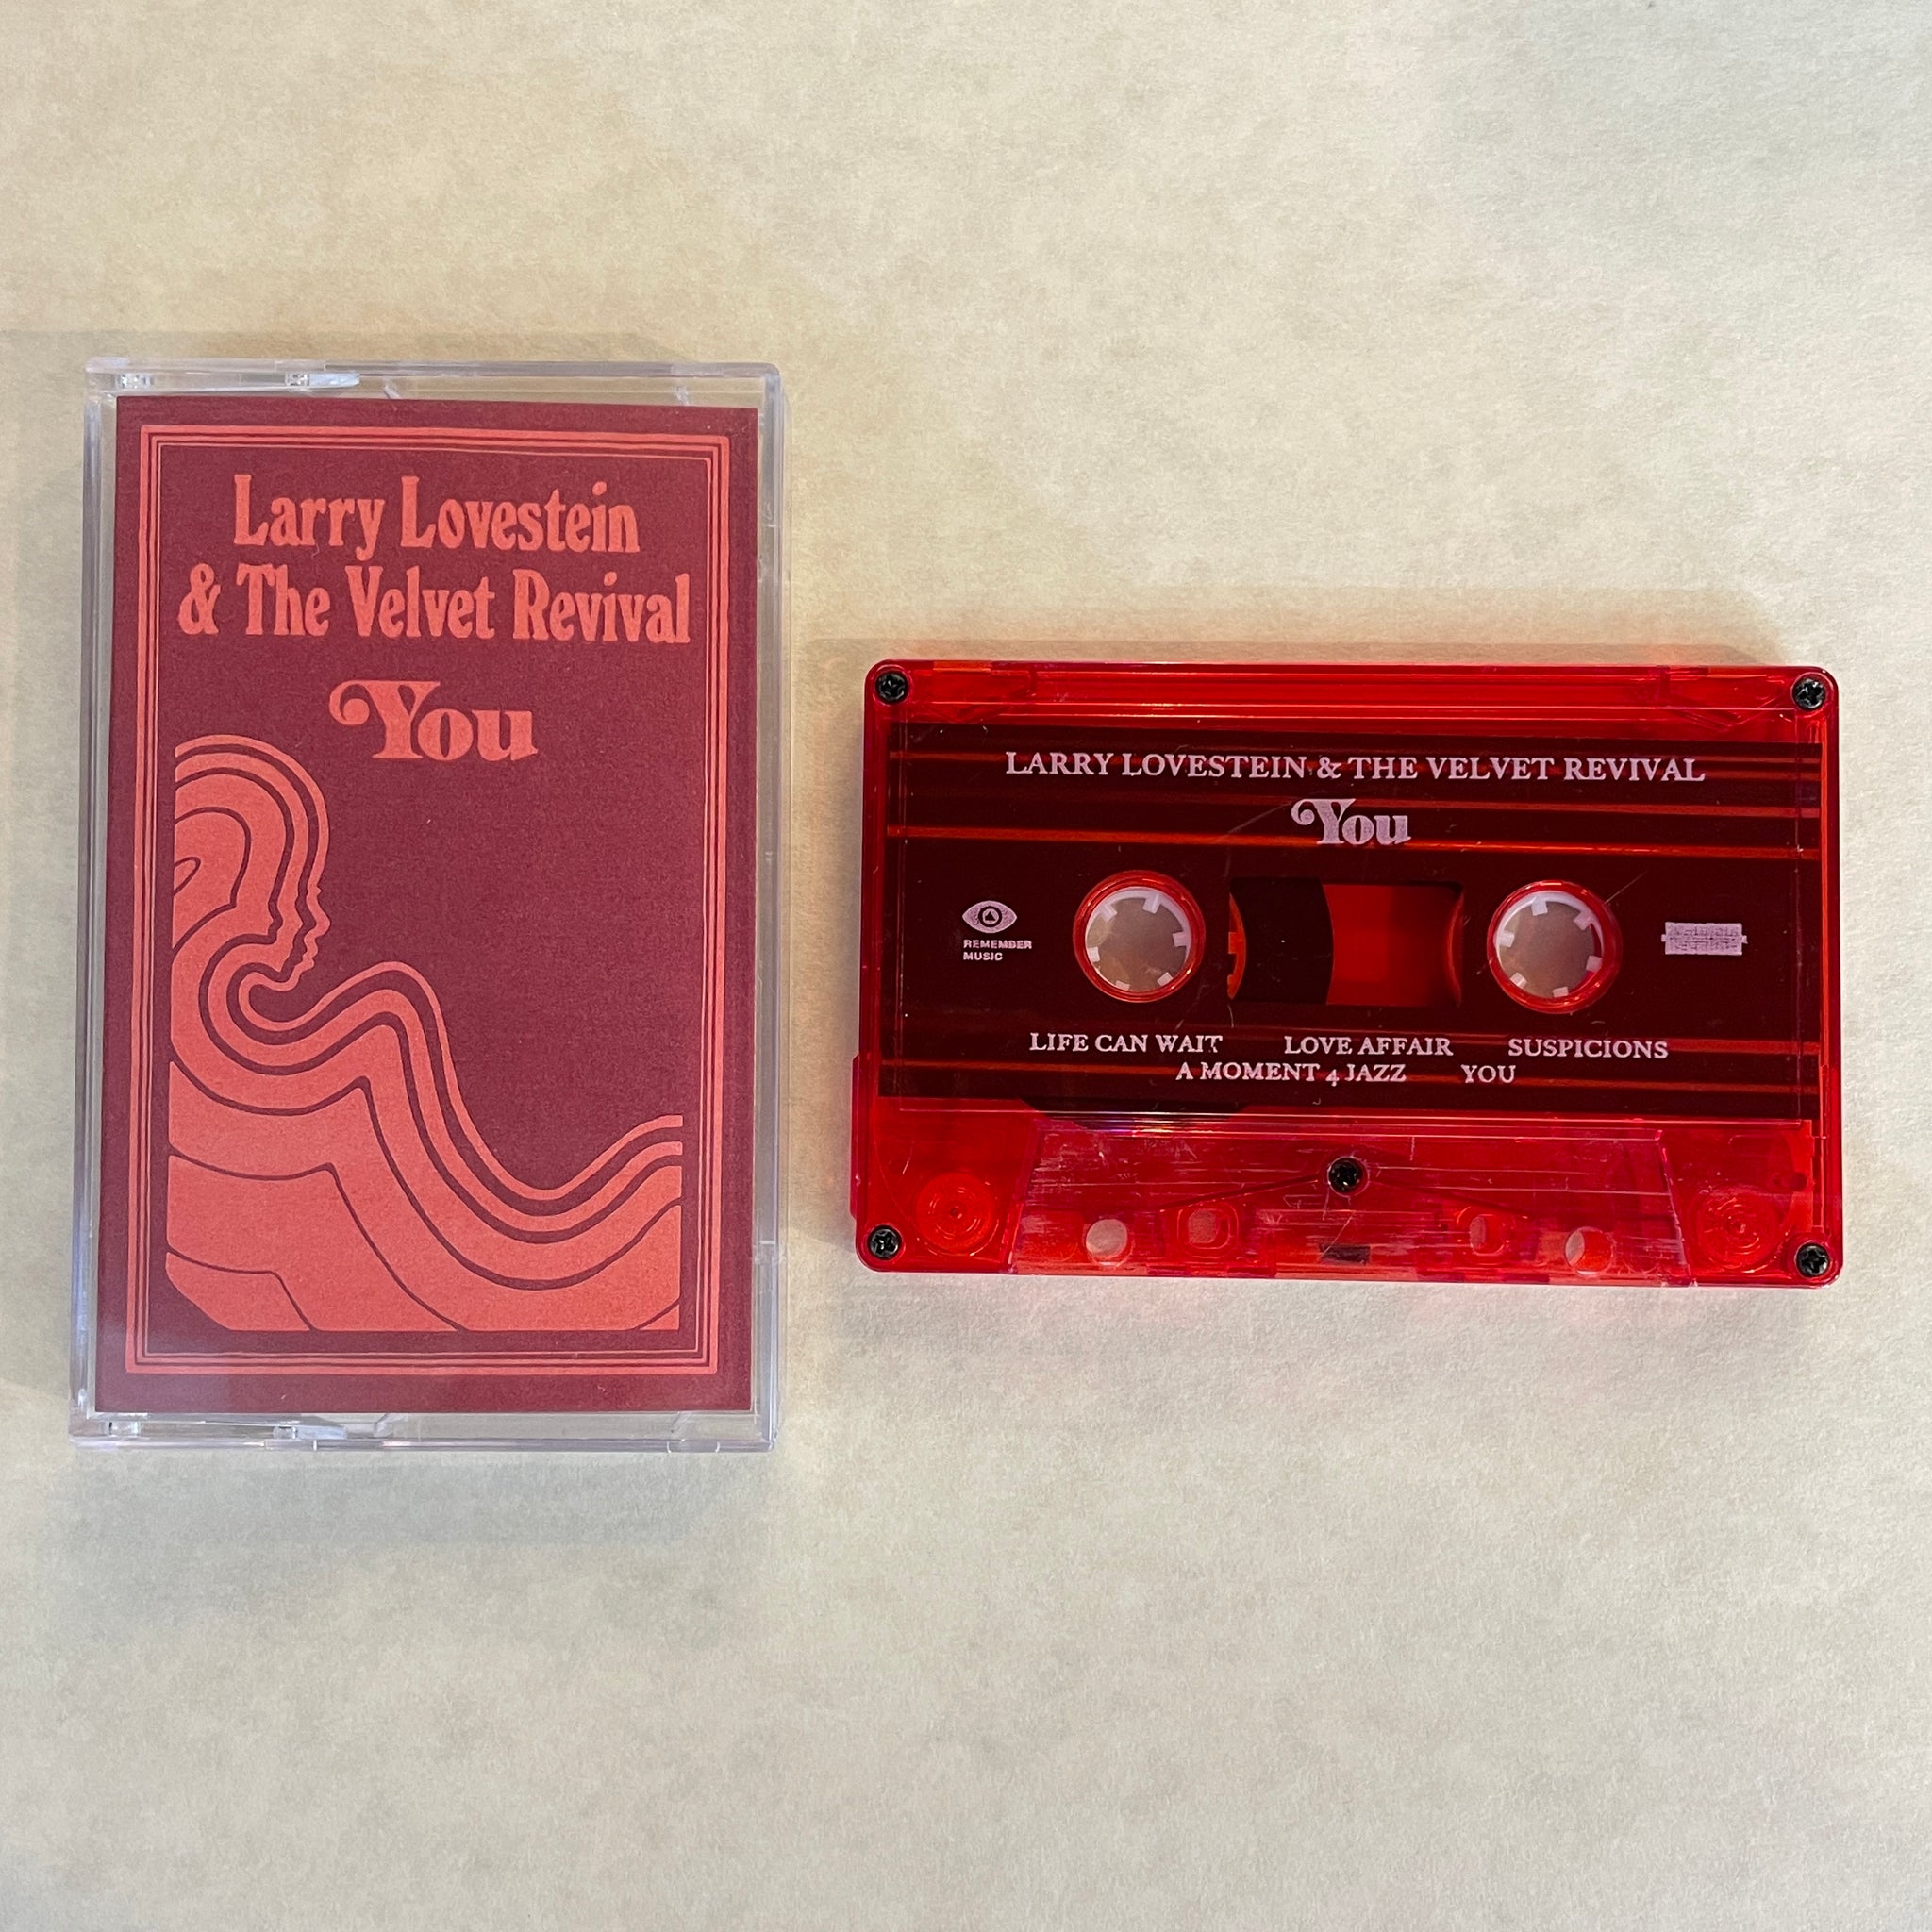 Larry Lovestein
& The Velvet Revival
You
LARRY LOVESTEIN & THE VELVET REVIVAL
You
REMEMBER
MUSIC
LIFE CAN WAIT LOVE AFFAIR SUSPICIONS
A MOMENT 4 JAZZ YOU